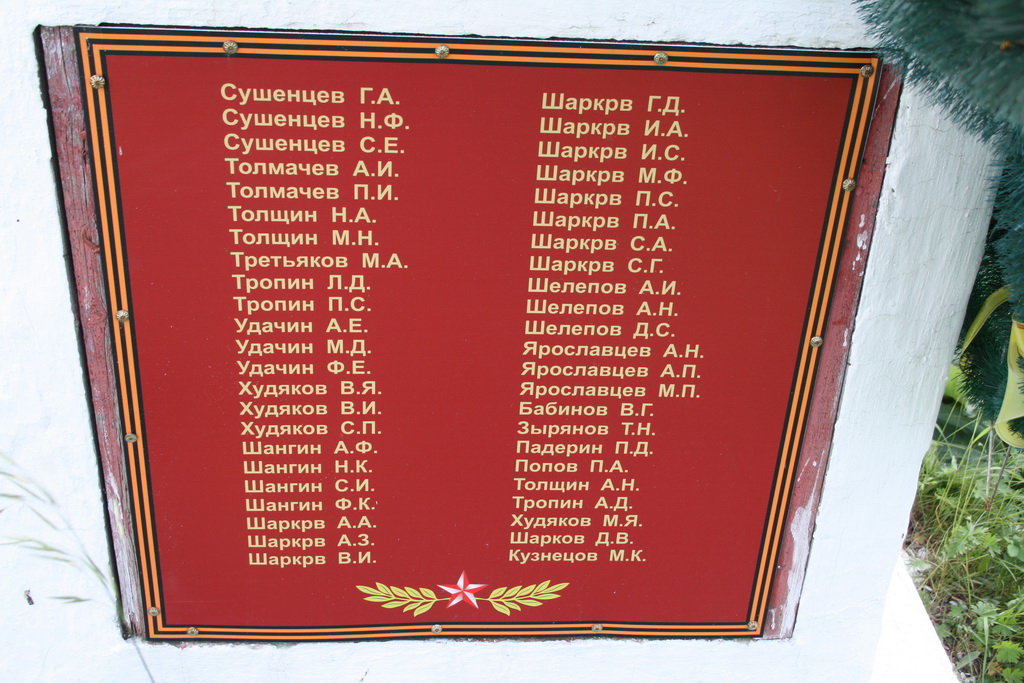 Сушенцев Г.А.
Сушенцев Н.Ф.
Сушенцев С.Е.
Толмачев А.И.
Толмачев П.И.
Толщин Н.А.
Толщин М.Н.
Третьяков М.А.
Тропин Л.Д.
Тропин П.С.
Удачин А.Е.
Удачин М.Д.
Удачин Ф.Е.
Худяков В.Я.
Худяков В.И.
Худяков С.П.
Шангин А.Ф.
Шангин Н.К.
Шангин С.И.
Шангин Ф.К.
Шаркрв А.А.
Шаркрв А.З.
Шаркрв В.И.
Шаркрв Г.Д.
Шаркрв И.А.
Шаркрв И.С.
Шаркрв М.Ф.
Шаркрв П.С.
Шаркрв П.А.
Шаркрв С.А.
Шаркрв С.Г.
Шелепов А.И.
Шелепов А.Н.
Шелепов Д.С.
Ярославцев А.Н.
Ярославцев А.П.
Ярославцев М.П.
Бабинов В.Г.
Зырянов Т.Н.
Падерин П.Д.
Попов П.А.
Толщин А.Н.
Тропин А.Д.
Худяков М.Я.
Шарков Д.В.
Кузнецов М.К.